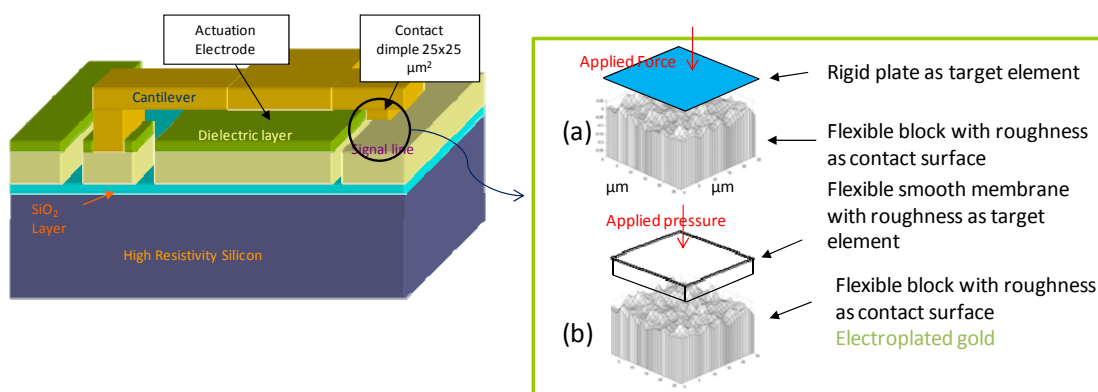 Actuation
Electrode
Contact
dimple 25x25
µm²
Cantilever
Dielectric layer
Signal line
SiO₂
Layer
High Resistivity Silicon
Applied Force
Rigid plate as target element
(a)
Flexible block with roughness
as contact surface
µm
µm
Flexible smooth membrane
with roughness as target
element
Applied pressure
Flexible block with roughness
as contact surface
(b)
Electroplated gold